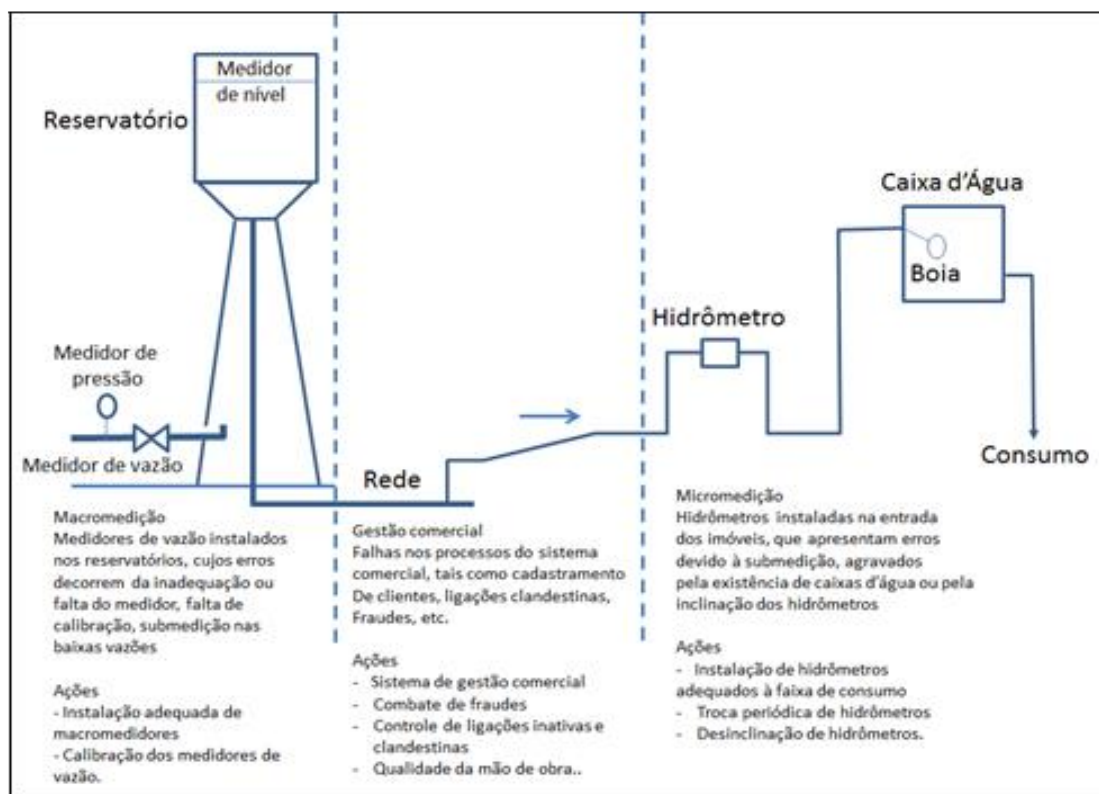 Medidor
de nível
Reservatório
Medidor de
pressão
Medidor de vazão
Rede
Hidrômetro
Caixa d'Água
Boia
Consumo
Macromedição
Medidores de vazão instalados
nos reservatórios, cujos erros
decorrem da inadequação ou
falta do medidor, falta de
calibração, submedição nas
baixas vazões
Ações
- Instalação adequada de
macromedidores
- Calibração dos medidores de
vazão.
Gestão comercial
Falhas nos processos do sistema
comercial, tais como cadastramento
De clientes, ligações clandestinas,
Fraudes, etc.
Ações
- Sistema de gestão comercial
- Combate de fraudes
- Controle de ligações inativas e
clandestinas
- Qualidade da mão de obra..
Micromedição
Hidrômetros instaladas na entrada
dos imóveis, que apresentam erros
devido à submedição, agravados
pela existência de caixas d'água ou pela
inclinação dos hidrômetros
Ações
- Instalação de hidrômetros
adequados à faixa de consumo
- Troca periódica de hidrômetros
- Desinclinação de hidrômetros.